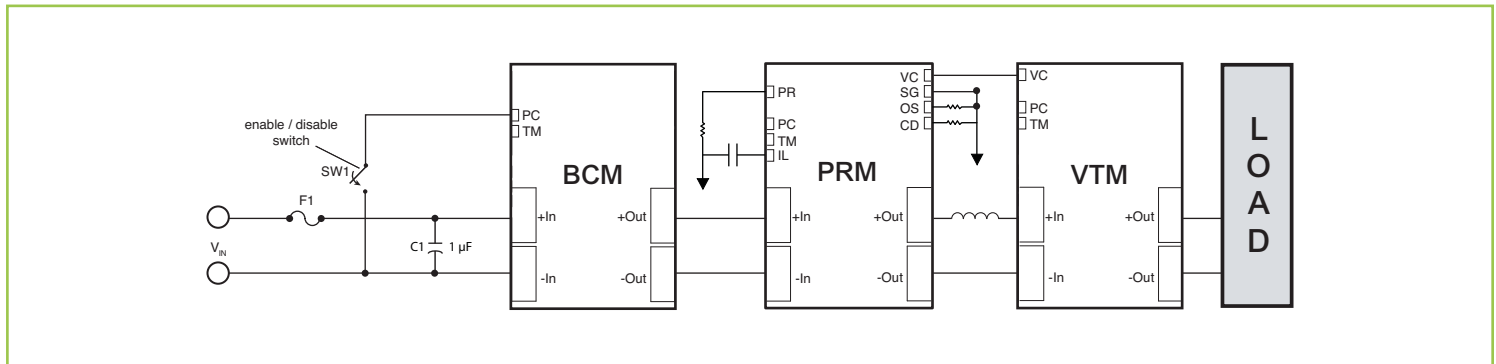 enable / disable
switch
SW1
F1
V_IN
C1 1 µF
PC
TM
BCM
+In
-In
+Out
-Out
PR
PC
TM
IL
VC
SG
OS
CD
PRM
+In
-In
+Out
-Out
VC
PC
TM
VTM
+In
-In
+Out
-Out
L
O
A
D